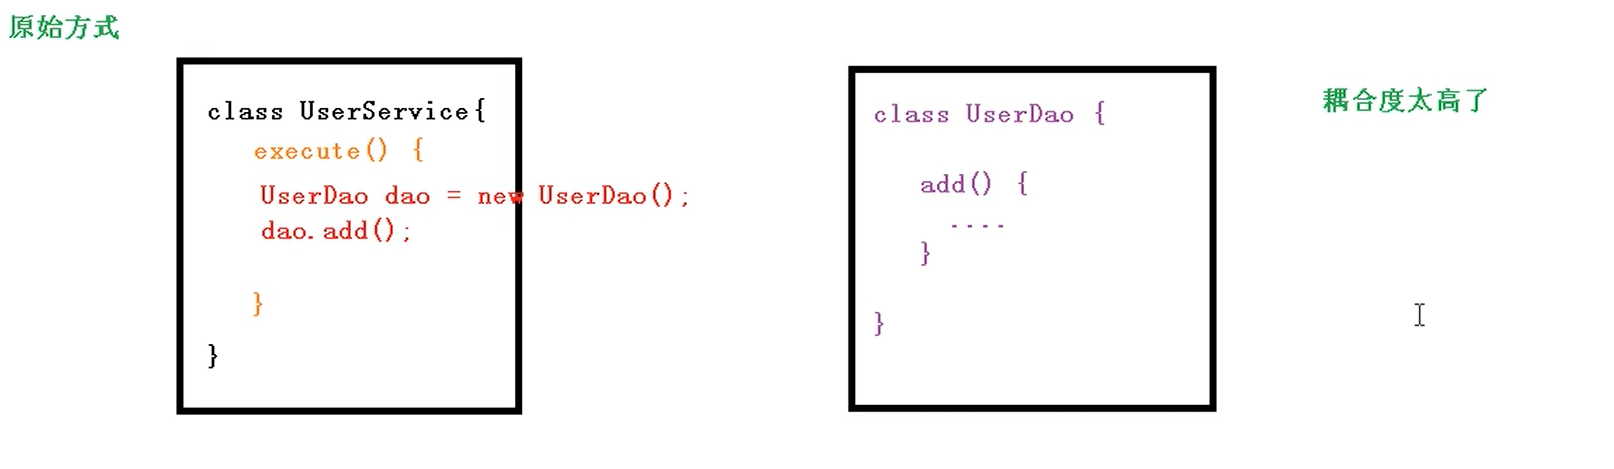 原始方式
class UserService{
execute() {
UserDao dao = new UserDao();
dao.add();
}
}
class UserDao {
add() {
....
}
}
耦合度太高了